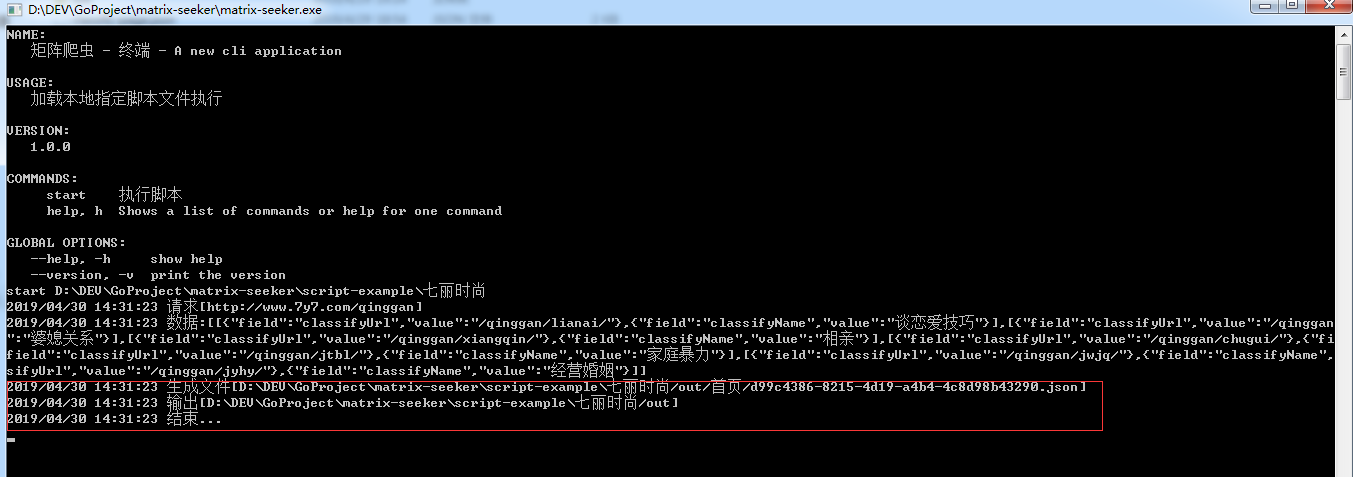 D:\DEV\GoProject\matrix-seeker\matrix-seeker.exe
NAME:
矩阵爬虫 - 终端 - A new cli application
USAGE:
加载本地指定脚本文件执行
VERSION:
1.0.0
COMMANDS:
start 执行脚本
help, h Shows a list of commands or help for one command
GLOBAL OPTIONS:
--help, -h show help
--version, -v print the version
start D:\DEV\GoProject\matrix-seeker\script-example\七丽时尚
2019/04/30 14:31:23 请求[http://www.7y7.com/qinggan]
2019/04/30 14:31:23 数据:[[{"field":"classifyUrl","value":"/qinggan/lianai/"},{"field":"classifyName","value":"谈恋爱技巧"}],[{"field":"classifyUrl","value":"/qinggan/
":"婆媳关系"}],[{"field":"classifyUrl","value":"/qinggan/xiangqin/"},{"field":"classifyName","value":"相亲"}],[{"field":"classifyUrl","value":"/qinggan/chugui/"},{"f
field":"classifyUrl","value":"/qinggan/jtbl/"},{"field":"classifyName","value":"家庭暴力"}],[{"field":"classifyUrl","value":"/qinggan/jwjq/"},{"field":"classifyName",
sifyUrl","value":"/qinggan/jyhy/"},{"field":"classifyName","value":"经营婚姻"}]]
2019/04/30 14:31:23 生成文件[D:\DEV\GoProject\matrix-seeker\script-example\七丽时尚/out/首页/d99c4386-8215-4d19-a4b4-4c8d98b43290.json]
2019/04/30 14:31:23 输出[D:\DEV\GoProject\matrix-seeker\script-example\七丽时尚/out]
2019/04/30 14:31:23 结束...